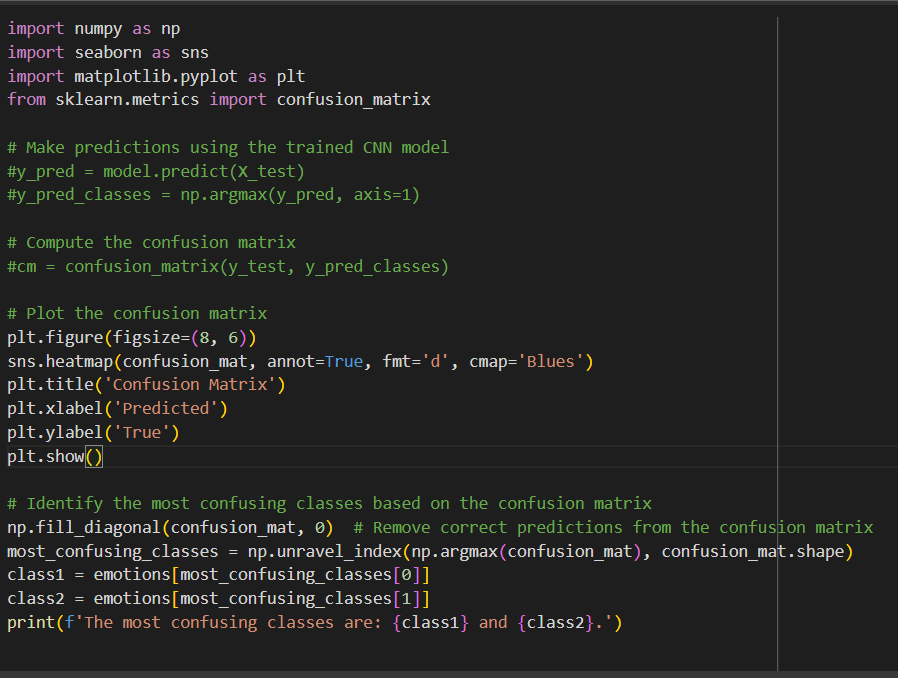 import numpy as np
import seaborn as sns
import matplotlib.pyplot as plt
from sklearn.metrics import confusion_matrix
# Make predictions using the trained CNN model
#y_pred = model.predict(X_test)
#y_pred_classes = np.argmax(y_pred, axis=1)
# Compute the confusion matrix
#cm = confusion_matrix(y_test, y_pred_classes)
# Plot the confusion matrix
plt.figure(figsize=(8, 6))
sns.heatmap(confusion_mat, annot=True, fmt='d', cmap='Blues')
plt.title('Confusion Matrix')
plt.xlabel('Predicted')
plt.ylabel('True')
plt.show()
# Identify the most confusing classes based on the confusion matrix
np.fill_diagonal(confusion_mat, 0)  # Remove correct predictions from the confusion matrix
most_confusing_classes = np.unravel_index(np.argmax(confusion_mat), confusion_mat.shape)
class1 = emotions[most_confusing_classes[0]]
class2 = emotions[most_confusing_classes[1]]
print(f'The most confusing classes are: {class1} and {class2}.')